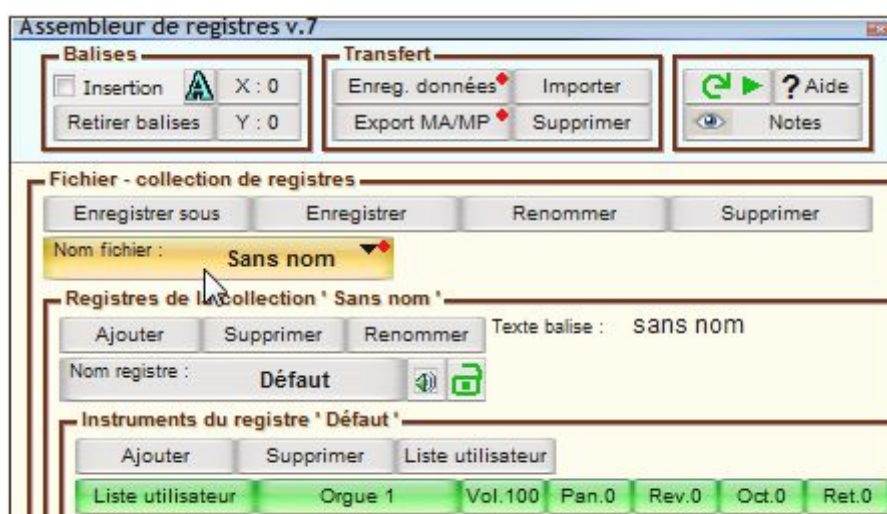 Assembleur de registres v.7
Balises
Transfert
Insertion A X : 0 Enreg. données Importer ? Aide
Retirer balises Y : 0 Export MA/MP Supprimer Notes
Fichier - collection de registres
Enregistrer sous Enregistrer Renommer Supprimer
Nom fichier : Sans nom
Registres de la collection ' Sans nom '
Ajouter Supprimer Renommer Texte balise : sans nom
Nom registre : Défaut
Instruments du registre ' Défaut '
Ajouter Supprimer Liste utilisateur
Liste utilisateur Orgue 1 Vol.100 Pan.0 Rev.0 Oct.0 Ret.0